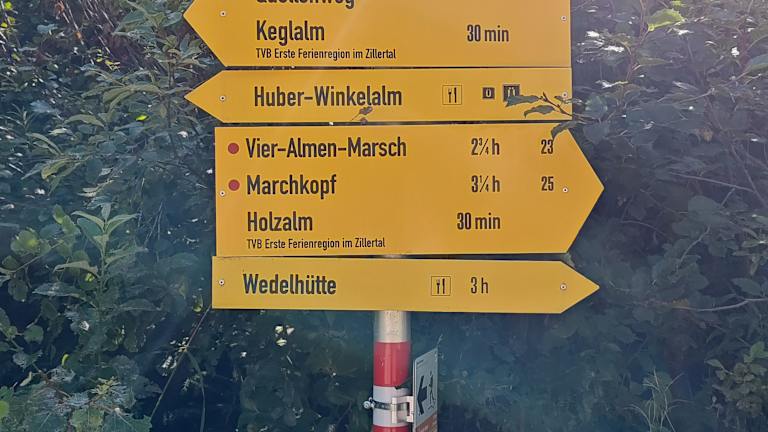 Keglalm 30 min
TVB Erste Ferienregion im Zillertal
Huber-Winkelalm
Vier-Almen-Marsch 2¾ h 23
Marchkopf 3¼ h 25
Holzalm 30 min
TVB Erste Ferienregion im Zillertal
Wedelhütte 3 h